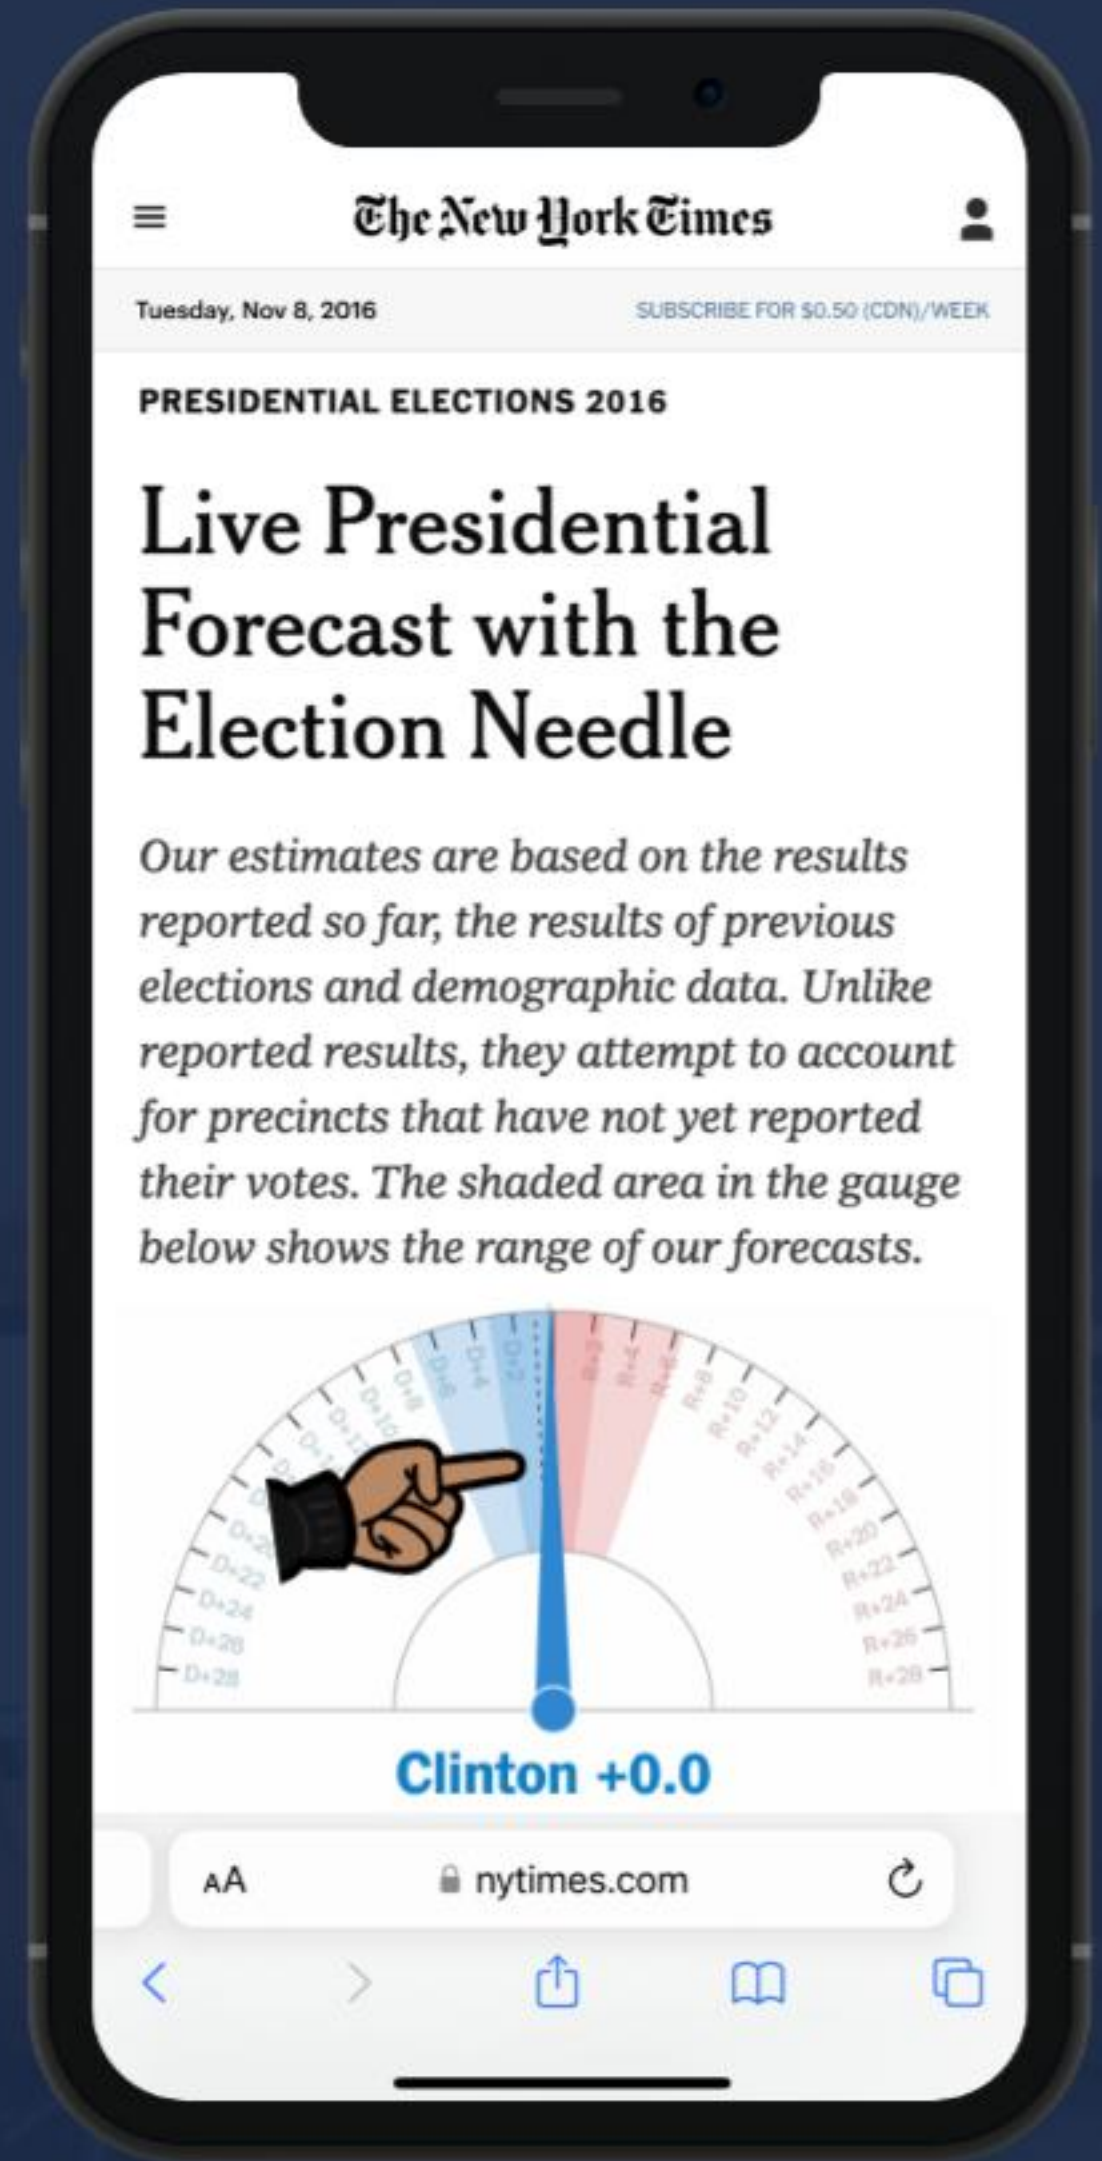 The New York Times
Tuesday, Nov 8, 2016
SUBSCRIBE FOR $0.50 (CDN)/WEEK
PRESIDENTIAL ELECTIONS 2016
Live Presidential
Forecast with the
Election Needle
Our estimates are based on the results
reported so far, the results of previous
elections and demographic data. Unlike
reported results, they attempt to account
for precincts that have not yet reported
their votes. The shaded area in the gauge
below shows the range of our forecasts.
D+28
D+26
D+24
D+22
D+10
D+8
D+6
D+4
D+2
R+4
R+6
R+8
R+10
R+12
R+14
R+16
R+18
R+20
R+22
R+24
R+26
R+28
Clinton +0.0
AA
nytimes.com